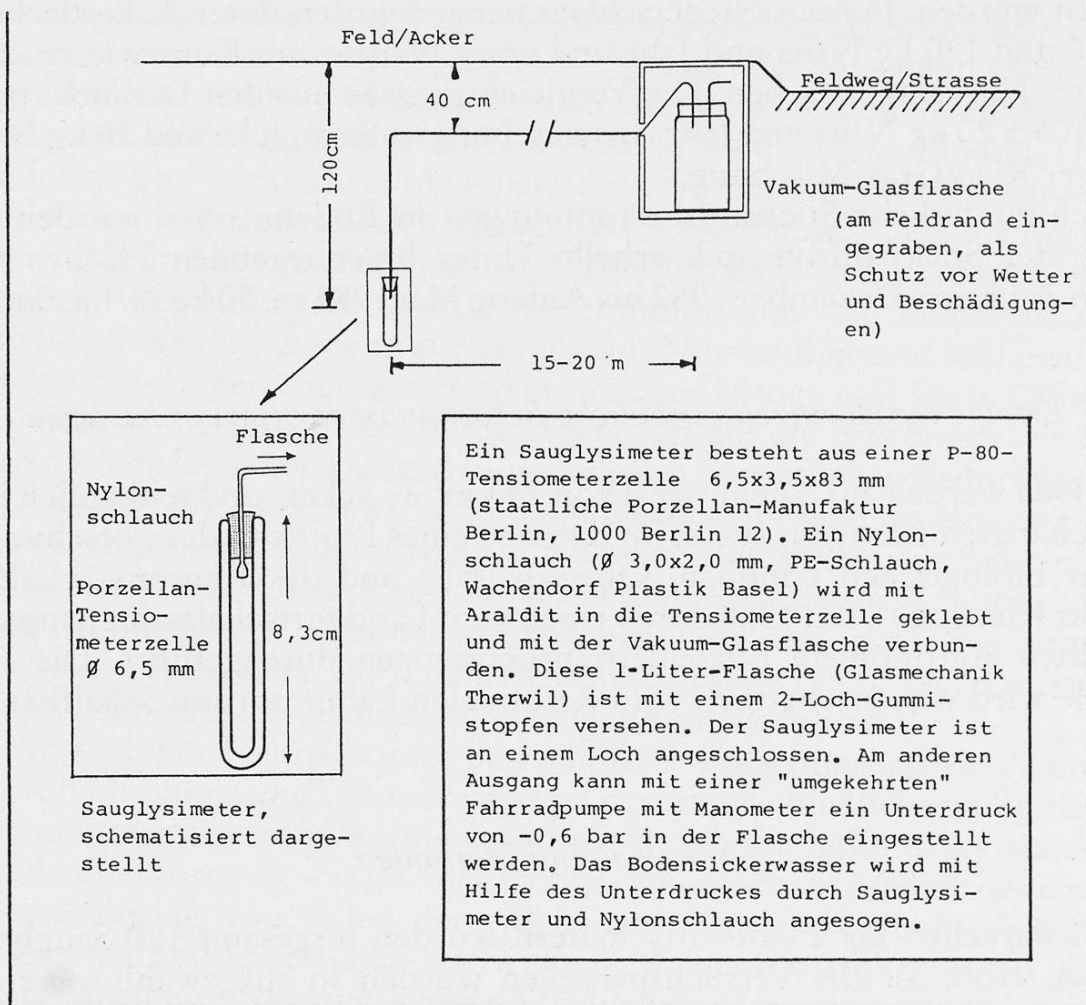 Feld/Acker
Feldweg/Strasse
120cm
40 cm
Vakuum-Glasflasche
(am Feldrand ein-
gegraben, als
Schutz vor Wetter
und Beschädigung-
en)
15-20 m
Flasche
Nylon-
schlauch
Porzellan-
Tensio-
meterzelle
Ø 6,5 mm
8,3cm
Sauglysimeter,
schematisiert darge-
stellt
Ein Sauglysimeter besteht aus einer P-80-
Tensiometerzelle 6,5x3,5x83 mm
(staatliche Porzellan-Manufaktur
Berlin, 1000 Berlin 12). Ein Nylon-
schlauch (Ø 3,0x2,0 mm, PE-Schlauch,
Wachendorf Plastik Basel) wird mit
Araldit in die Tensiometerzelle geklebt
und mit der Vakuum-Glasflasche verbun-
den. Diese 1-Liter-Flasche (Glasmechanik
Therwil) ist mit einem 2-Loch-Gummi-
stopfen versehen. Der Sauglysimeter ist
an einem Loch angeschlossen. Am anderen
Ausgang kann mit einer "umgekehrten"
Fahrradpumpe mit Manometer ein Unterdruck
von -0,6 bar in der Flasche eingestellt
werden. Das Bodensickerwasser wird mit
Hilfe des Unterdruckes durch Sauglysi-
meter und Nylonschlauch angesogen.